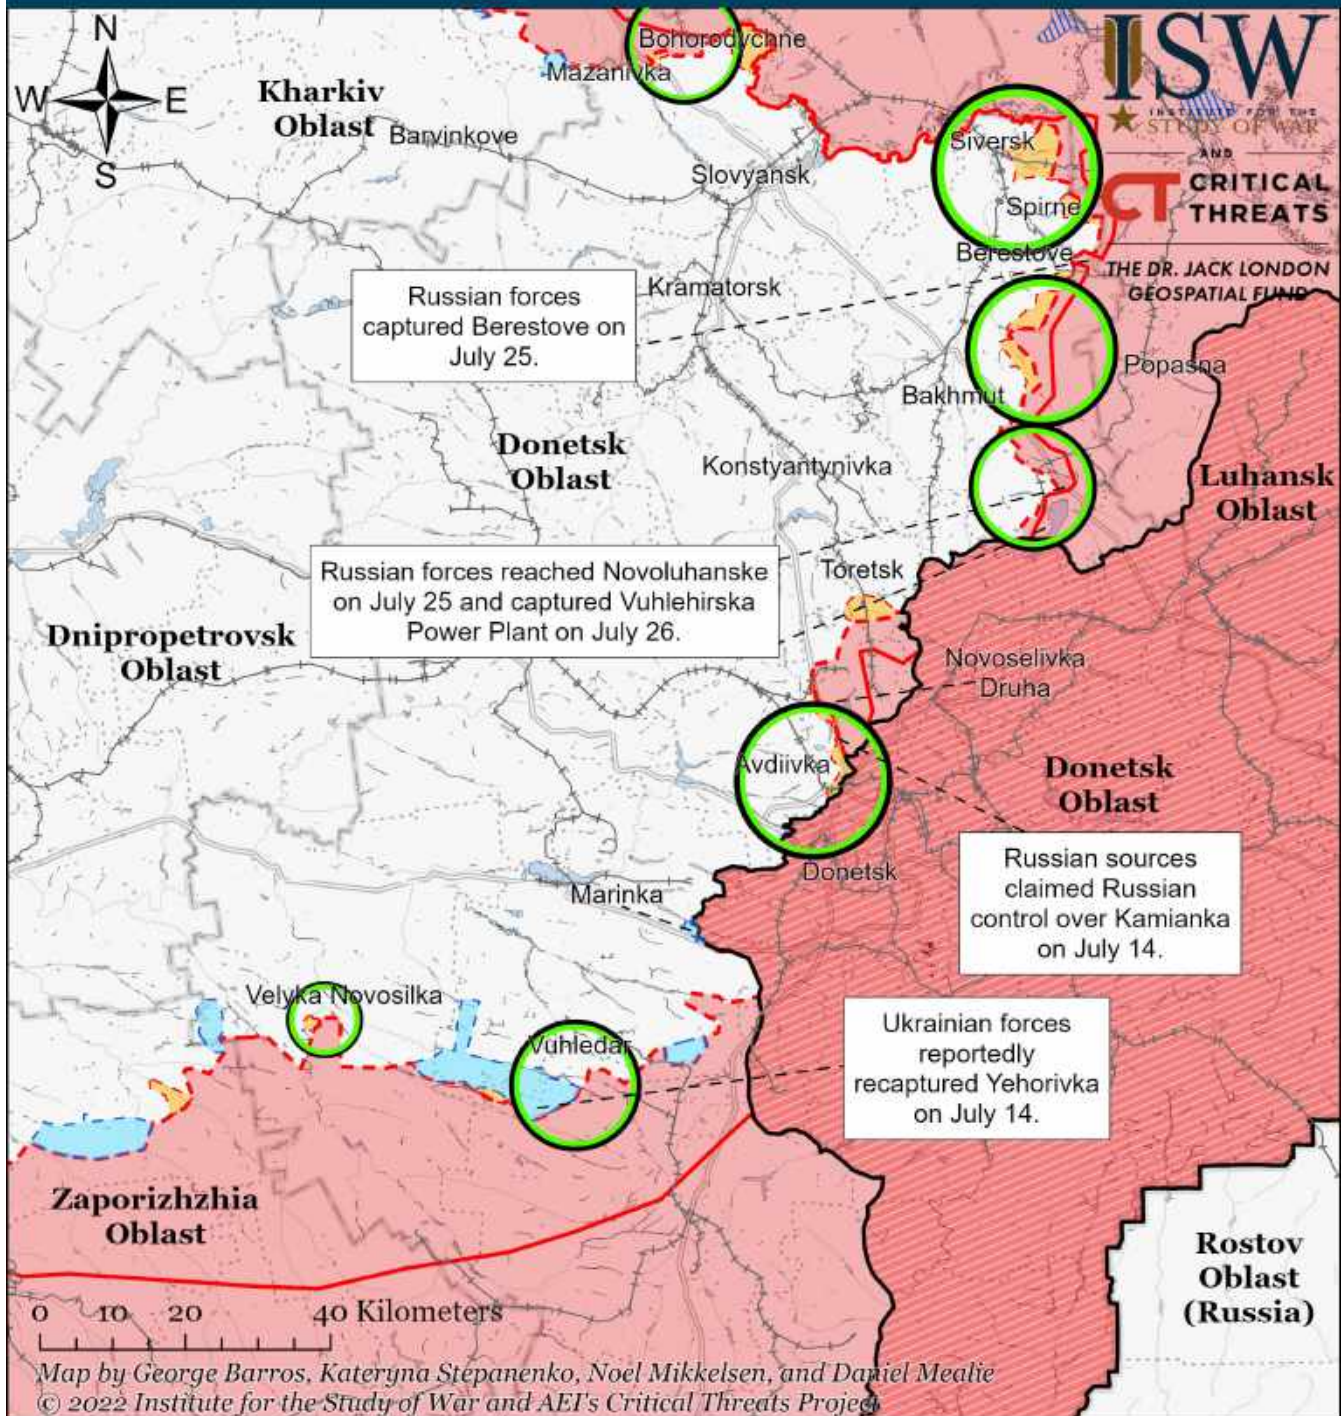 N
W E
S
ISW
INSTITUTE FOR THE
STUDY OF WAR
AND
CT CRITICAL
THREATS
THE DR. JACK LONDON
GEOSPATIAL FUND
Bohorodychne
Mazanivka
Kharkiv
Oblast
Barvinkove
Siversk
Slovyansk
Spirne
Berestove
Kramatorsk
Russian forces
captured Berestove on
July 25.
Popasna
Bakhmut
Donetsk
Oblast
Konstyantynivka
Luhansk
Oblast
Russian forces reached Novoluhanske
on July 25 and captured Vuhlehirska
Power Plant on July 26.
Toretsk
Dnipropetrovsk
Oblast
Novoselivka
Druha
Avdiivka
Donetsk
Oblast
Russian sources
claimed Russian
control over Kamianka
on July 14.
Donetsk
Marinka
Velyka Novosilka
Vuhledar
Ukrainian forces
reportedly
recaptured Yehorivka
on July 14.
Zaporizhzhia
Oblast
Rostov
Oblast
(Russia)
0 10 20 40 Kilometers
Map by George Barros, Kateryna Stepanenko, Noel Mikkelsen, and Daniel Mealie
© 2022 Institute for the Study of War and AEI's Critical Threats Project